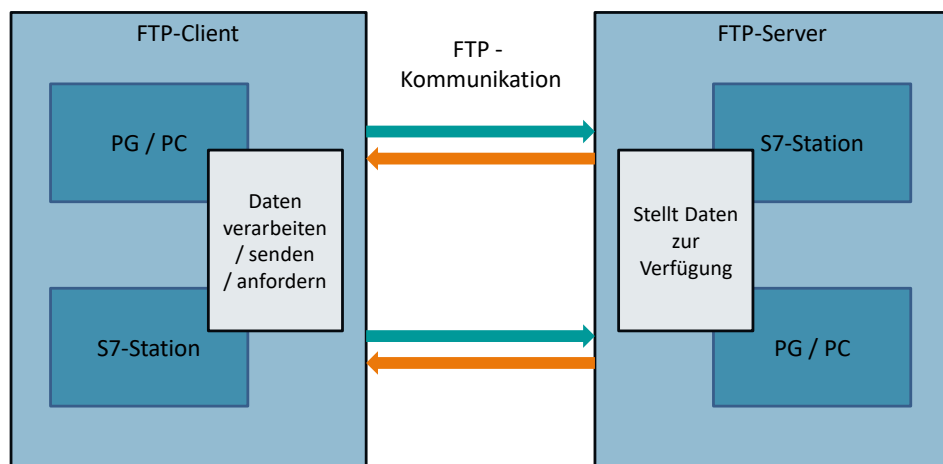 FTP-Client
PG / PC
Daten
verarbeiten
/ senden
/ anfordern
S7-Station
FTP -
Kommunikation
FTP-Server
S7-Station
Stellt Daten
zur
Verfügung
PG / PC